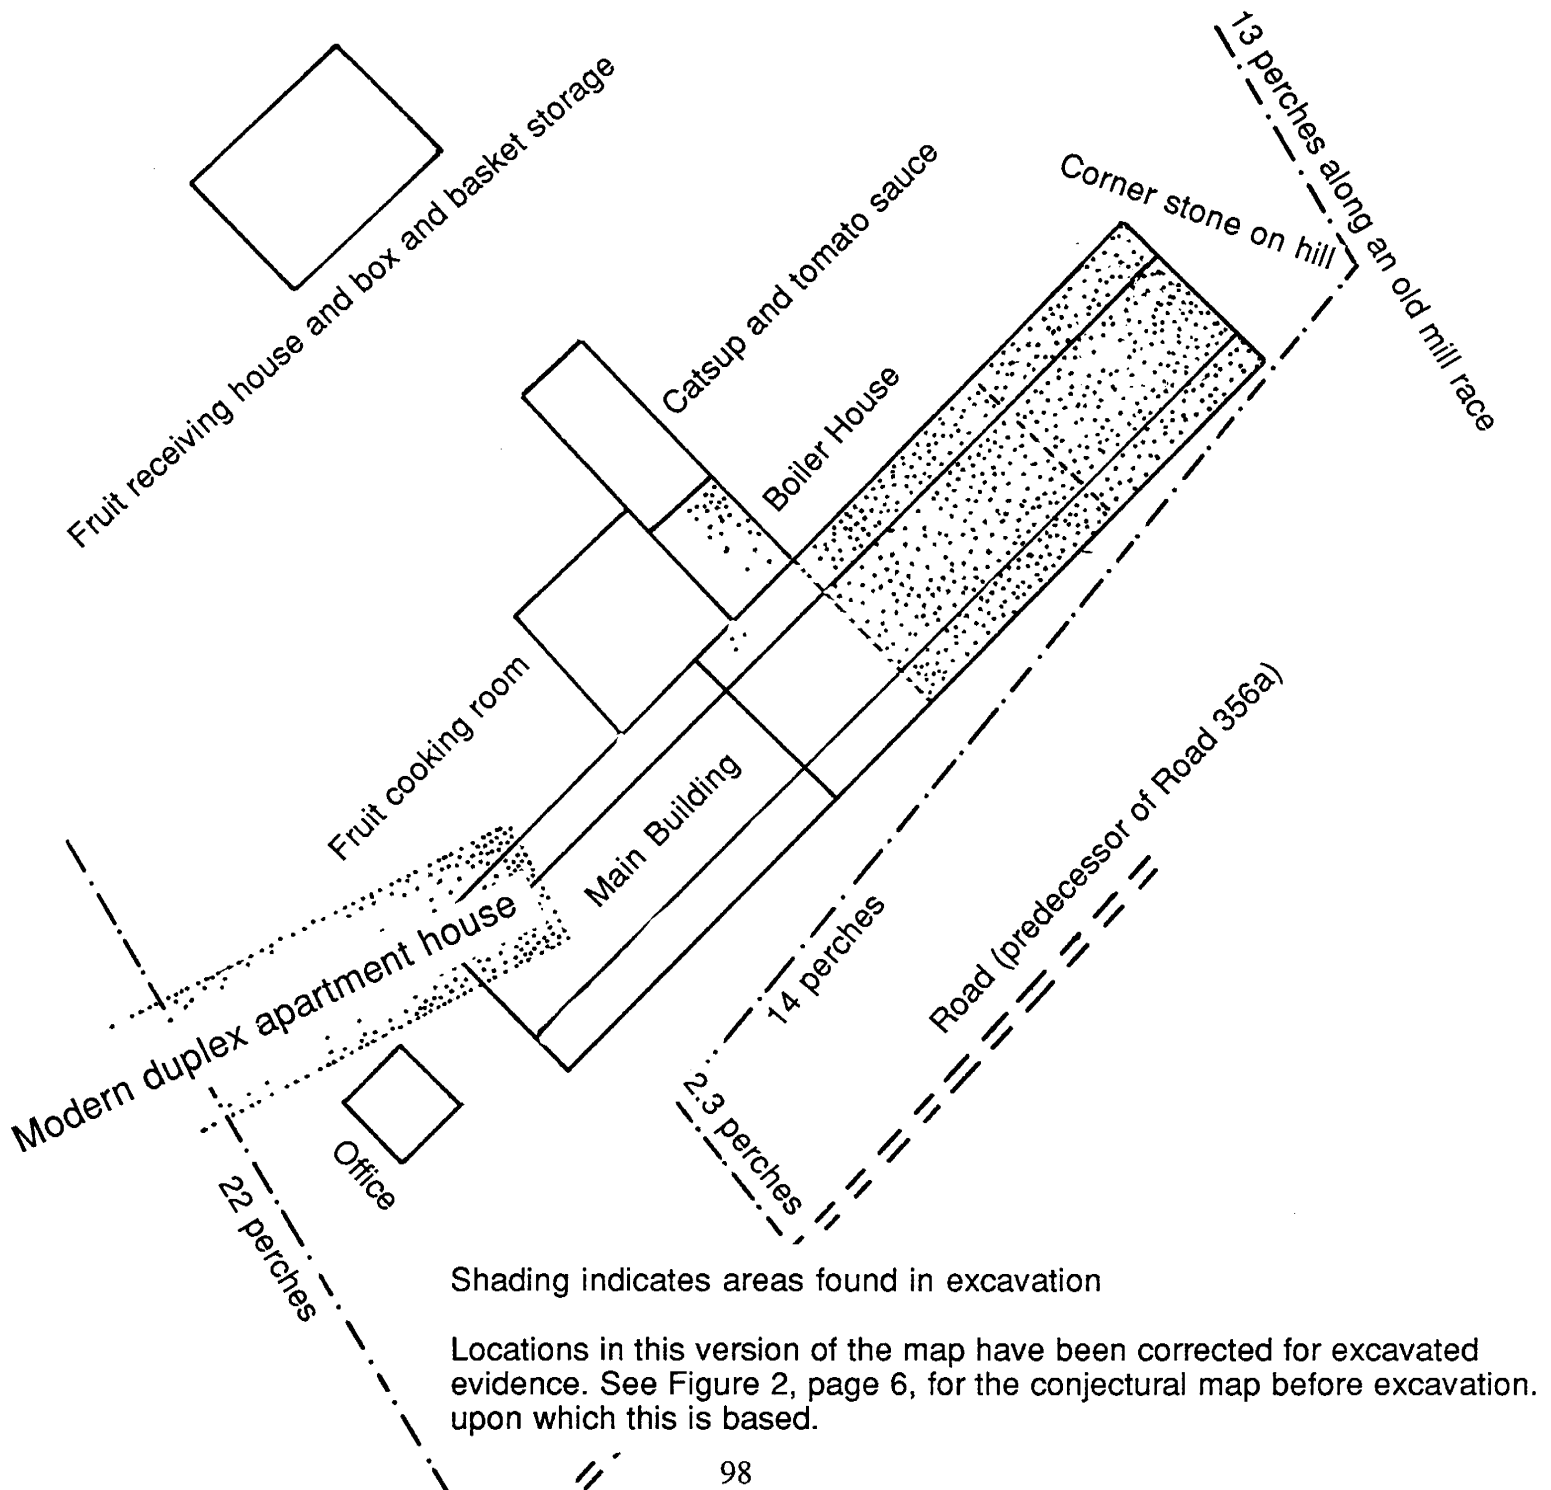 13 perches along an old mill race
Corner stone on hill
Fruit receiving house and box and basket storage
Catsup and tomato sauce
Boiler House
Fruit cooking room
Main Building
Modern duplex apartment house
Office
22 perches
14 perches
2.3 perches
Road (predecessor of Road 356a)
Shading indicates areas found in excavation
Locations in this version of the map have been corrected for excavated
evidence. See Figure 2, page 6, for the conjectural map before excavation.
upon which this is based.
98